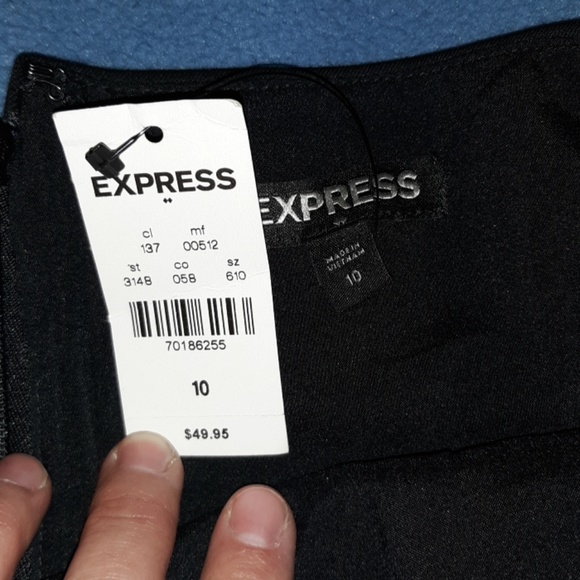 EXPRESS
cl mf
137 00512
st co sz
3148 058 610
70186255
10
$49.95
EXPRESS
MADE IN
VIETNAM
10